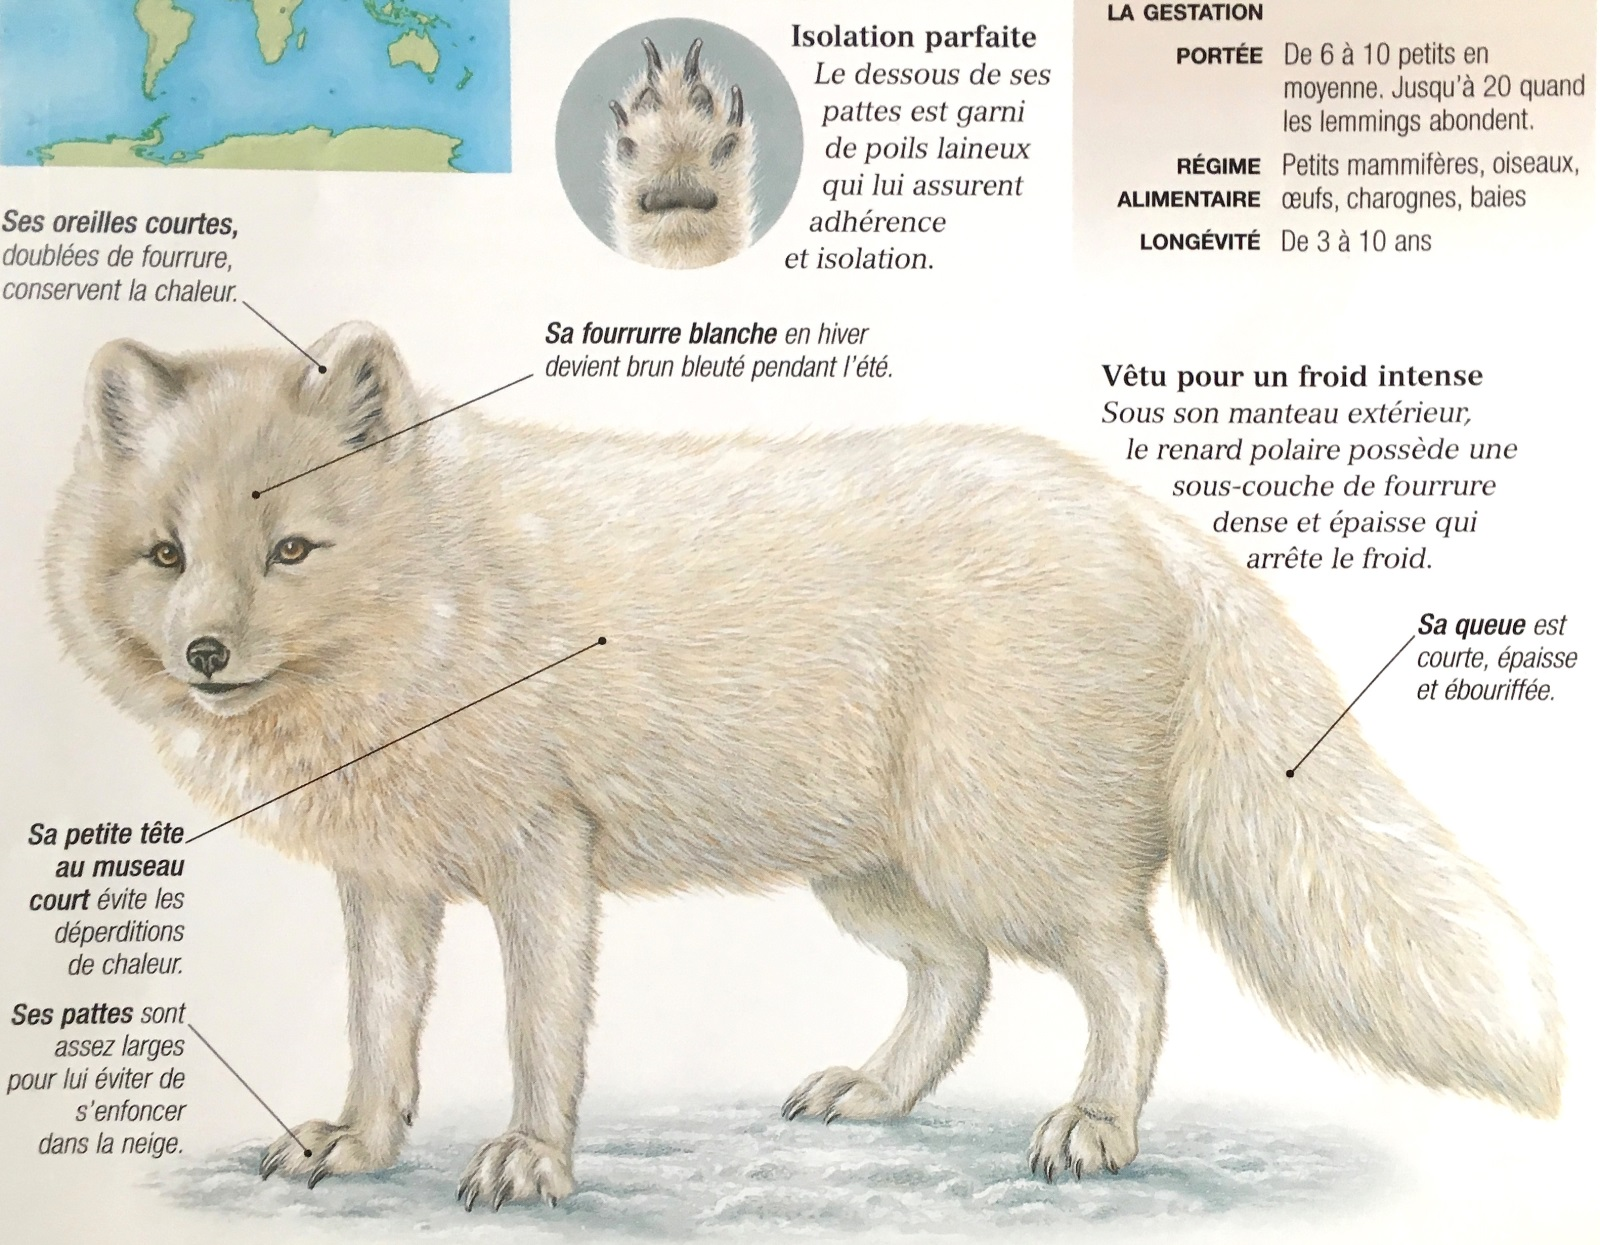 LA GESTATION
PORTÉE De 6 à 10 petits en
moyenne. Jusqu'à 20 quand
les lemmings abondent.
RÉGIME Petits mammifères, oiseaux,
ALIMENTAIRE œufs, charognes, baies
LONGÉVITÉ De 3 à 10 ans
Isolation parfaite
Le dessous de ses
pattes est garni
de poils laineux
qui lui assurent
adhérence
et isolation.
Ses oreilles courtes,
doublées de fourrure,
conservent la chaleur.
Sa fourrurre blanche en hiver
devient brun bleuté pendant l'été.
Vêtu pour un froid intense
Sous son manteau extérieur,
le renard polaire possède une
sous-couche de fourrure
dense et épaisse qui
arrête le froid.
Sa queue est
courte, épaisse
et ébouriffée.
Sa petite tête
au museau
court évite les
déperditions
de chaleur.
Ses pattes sont
assez larges
pour lui éviter de
s'enfoncer
dans la neige.